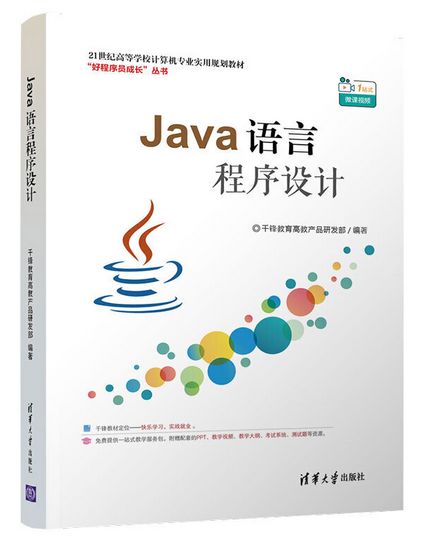 21世纪高等学校计算机专业实用规划教材
“好程序员成长”丛书
1站式
微课视频
Java 语言
程序设计
◎千锋教育高教产品研发部/编著
千锋教材定位——快乐学习，实战就业。
免费提供一站式教学服务包，附赠配套的PPT、教学视频、教学大纲、考试系统、测试题等资源。
清华大学出版社
Java语言程序设计
千锋教育高教产品研发部 编著
清华大学出版社